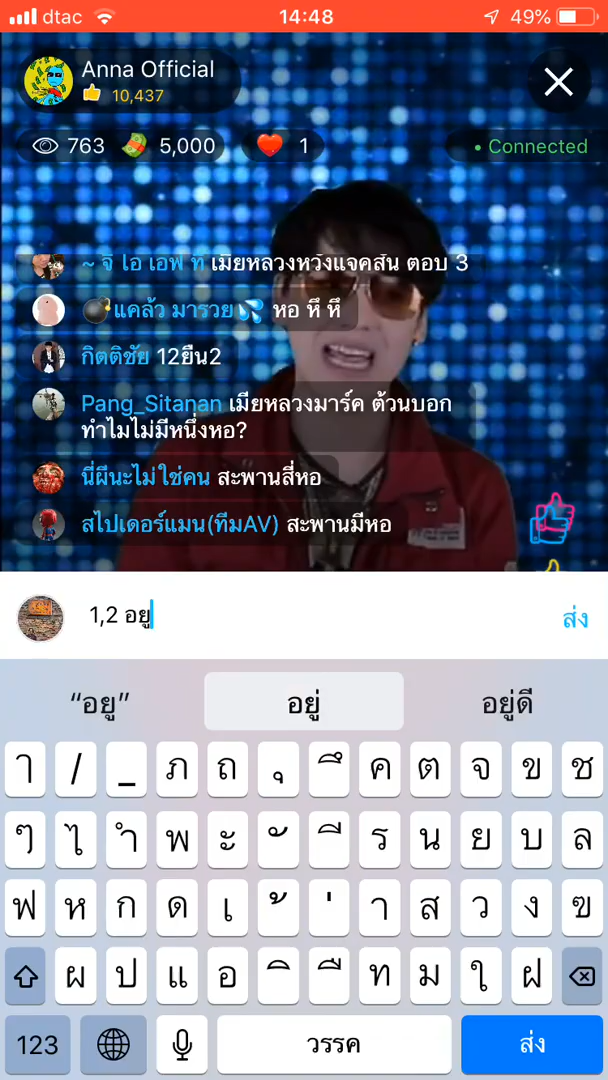 dtac 14:48 49%
Anna Official
10,437
763 5,000 1
• Connected
~ จี ไอ เอฟ ที เมียหลวงหวังแจคสัน ตอบ 3
แคล้ว มารวย หอ หึ หึ
กิตติชัย 12ยืน2
Pang_Sitanan เมียหลวงมาร์ค ต้วนบอก
ทำไมไม่มีหนึ่งหอ?
นี่ผีนะไม่ใช่คน สะพานสี่หอ
สไปเดอร์แมน(ทีมAV) สะพานมีหอ
1,2 อยู ส่ง
“อยู” อยู่ อยู่ดี
ๅ / _ ภ ถ ุ ึ ค ต จ ข ช
ๆ ไ ำ พ ะ ั ี ร น ย บ ล
ฟ ห ก ด เ ้ ่ า ส ว ง ฃ
ผ ป แ อ ิ ื ท ม ใ ฝ
123 วรรค ส่ง